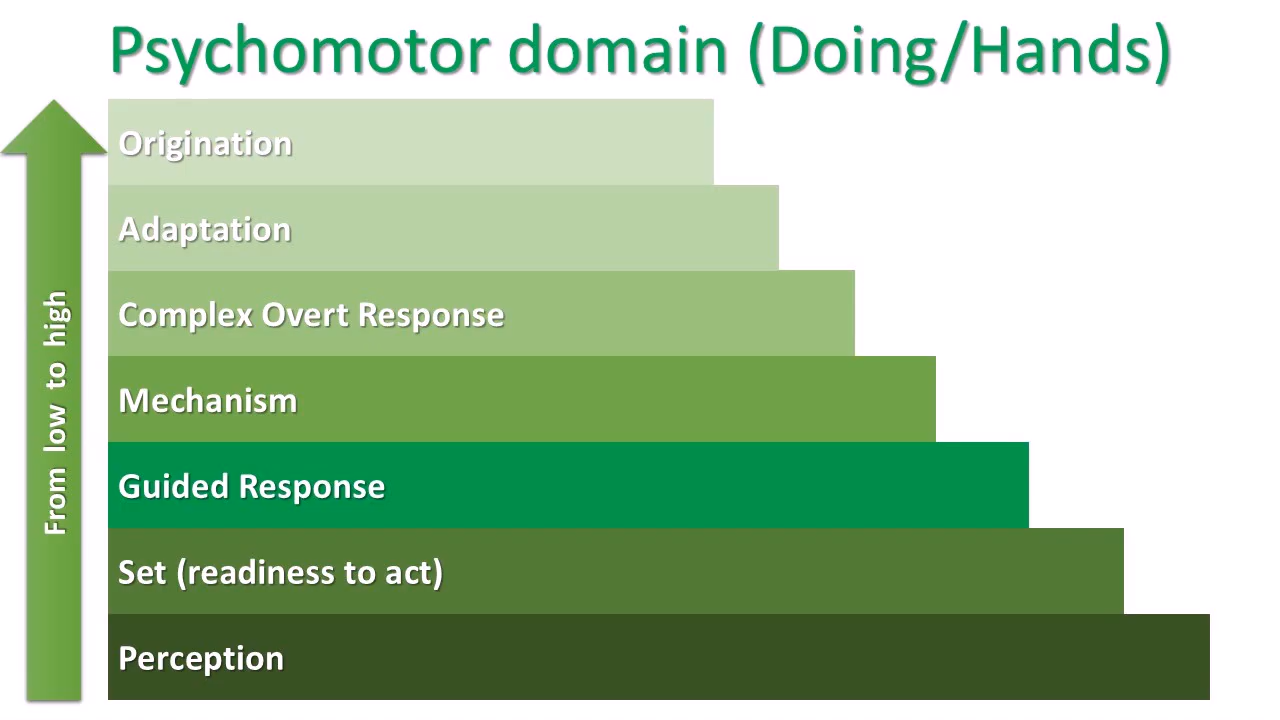 Psychomotor domain (Doing/Hands)
Origination
Adaptation
Complex Overt Response
Mechanism
Guided Response
Set (readiness to act)
Perception
From low to high